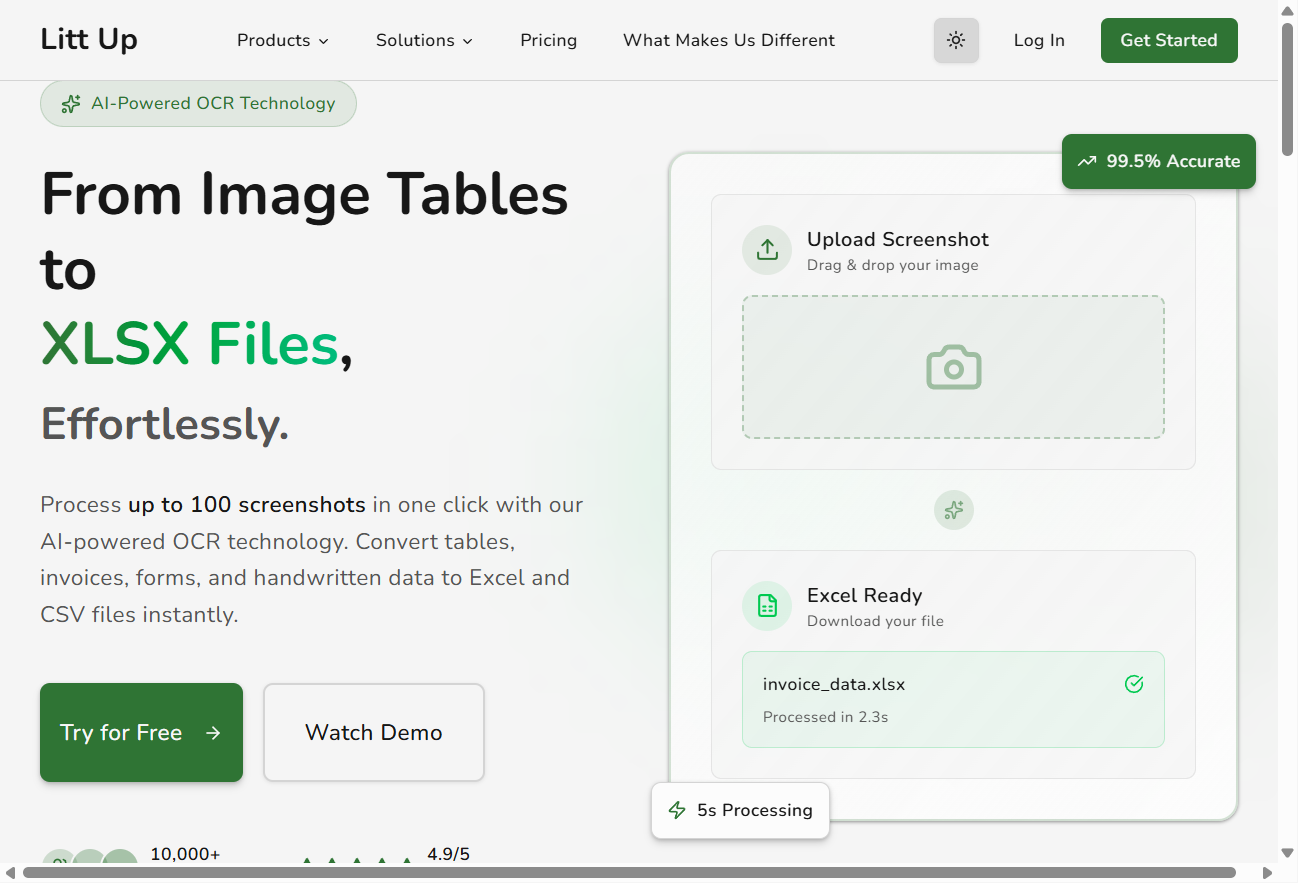 Litt Up
Products
Solutions
Pricing
What Makes Us Different
Log In
Get Started
AI-Powered OCR Technology
From Image Tables
to
XLSX Files,
Effortlessly.
Process up to 100 screenshots in one click with our
AI-powered OCR technology. Convert tables,
invoices, forms, and handwritten data to Excel and
CSV files instantly.
Try for Free
Watch Demo
10,000+
4.9/5
99.5% Accurate
Upload Screenshot
Drag & drop your image
Excel Ready
Download your file
invoice_data.xlsx
Processed in 2.3s
5s Processing